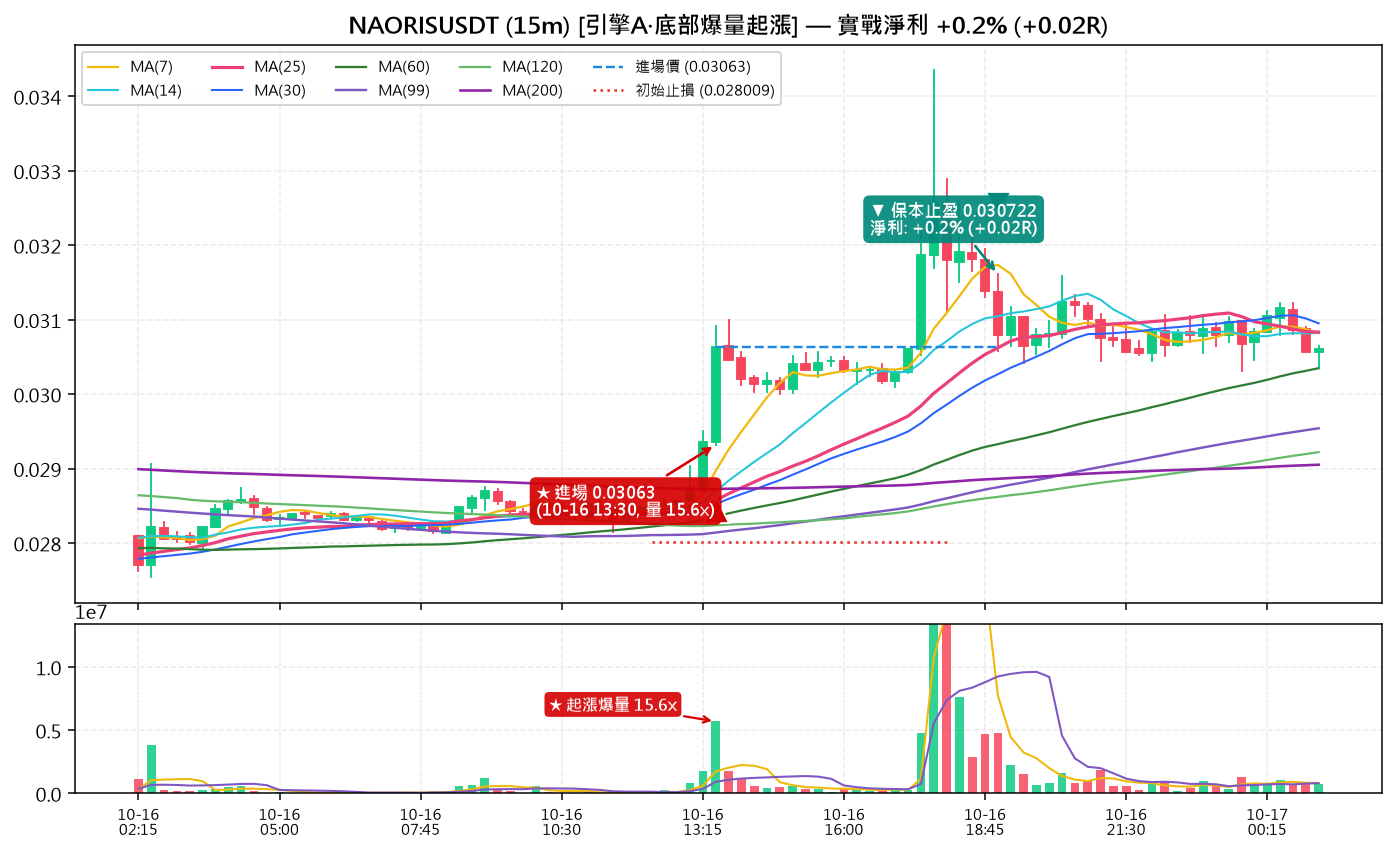 NAORISUSDT (15m) [引擎A·底部爆量起漲] — 實戰淨利 +0.2% (+0.02R)
MA(7) MA(25) MA(60) MA(120) 進場價 (0.03063)
MA(14) MA(30) MA(99) MA(200) 初始止損 (0.028009)
0.034
0.033
0.032
0.031
0.030
0.029
0.028
▼ 保本止盈 0.030722
淨利: +0.2% (+0.02R)
★ 進場 0.03063
(10-16 13:30, 量 15.6x)
1e7
1.0
0.5
0.0
★ 起漲爆量 15.6x
10-16 10-16 10-16 10-16 10-16 10-16 10-16 10-16 10-17
02:15 05:00 07:45 10:30 13:15 16:00 18:45 21:30 00:15